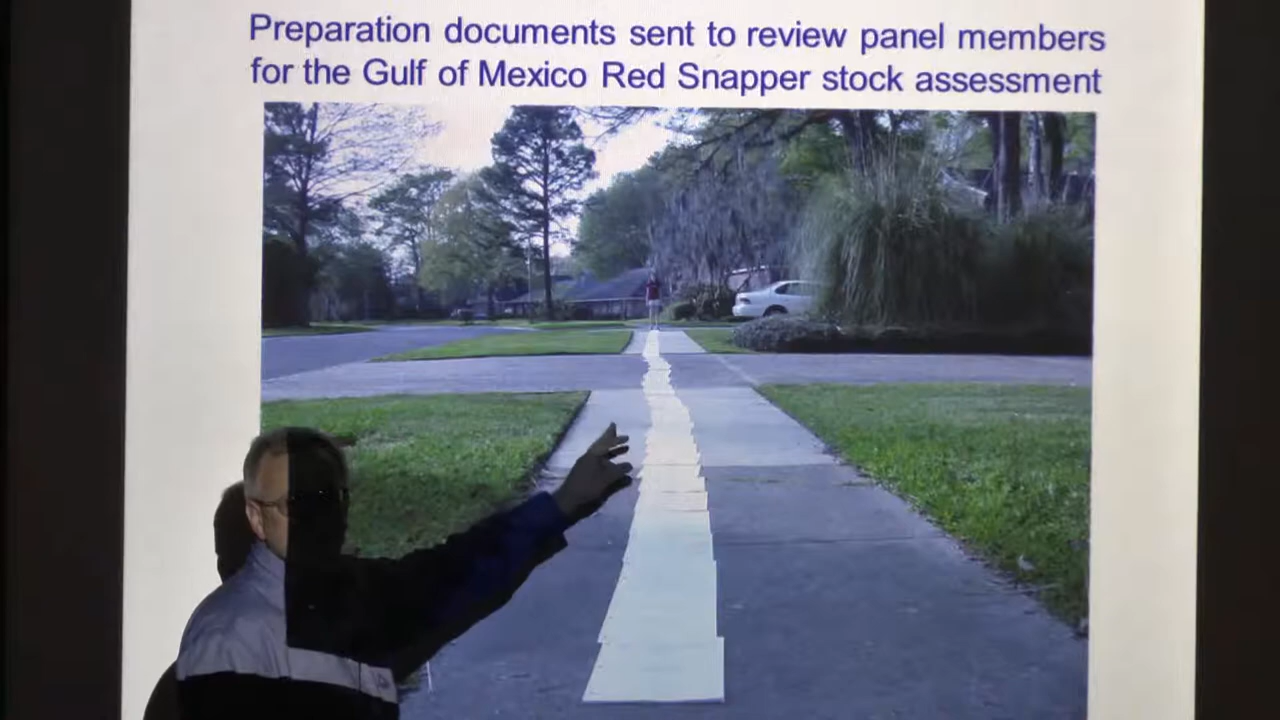 Preparation documents sent to review panel members
for the Gulf of Mexico Red Snapper stock assessment